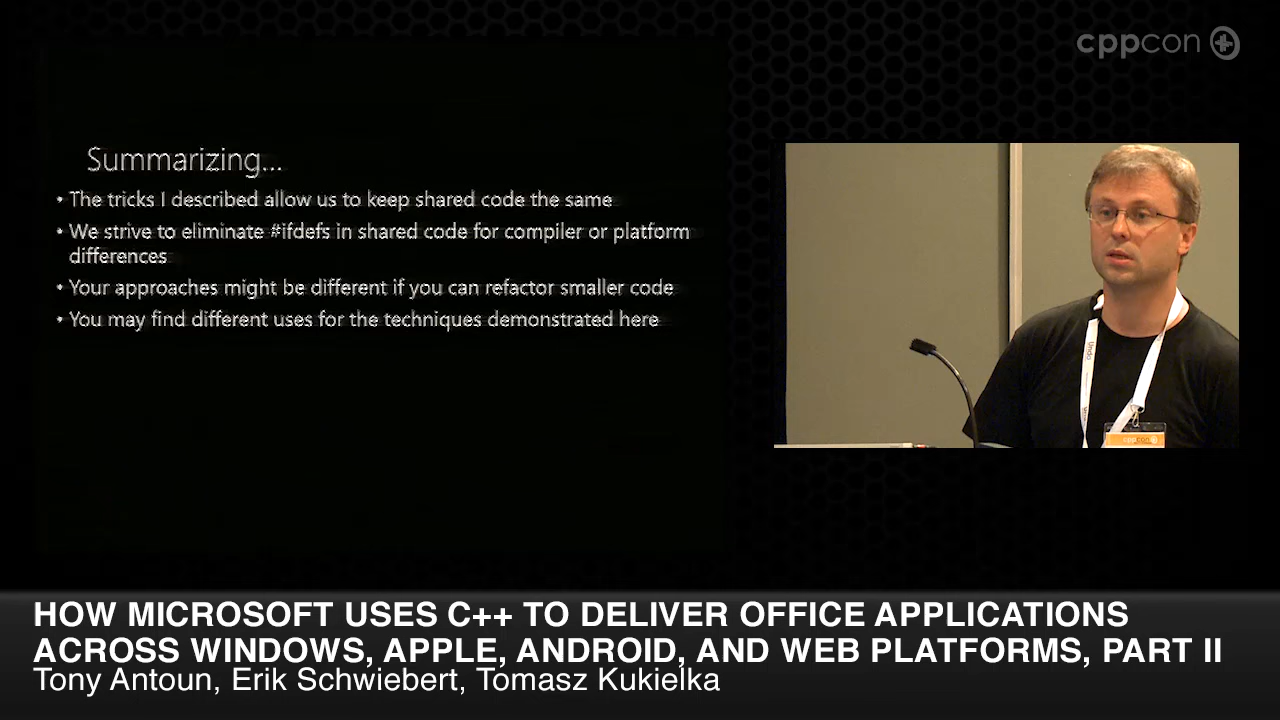 cppcon
Summarizing...
• The tricks I described allow us to keep shared code the same
• We strive to eliminate #ifdefs in shared code for compiler or platform
differences
• Your approaches might be different if you can refactor smaller code
• You may find different uses for the techniques demonstrated here
Undo
cppcon
HOW MICROSOFT USES C++ TO DELIVER OFFICE APPLICATIONS
ACROSS WINDOWS, APPLE, ANDROID, AND WEB PLATFORMS, PART II
Tony Antoun, Erik Schwiebert, Tomasz Kukielka